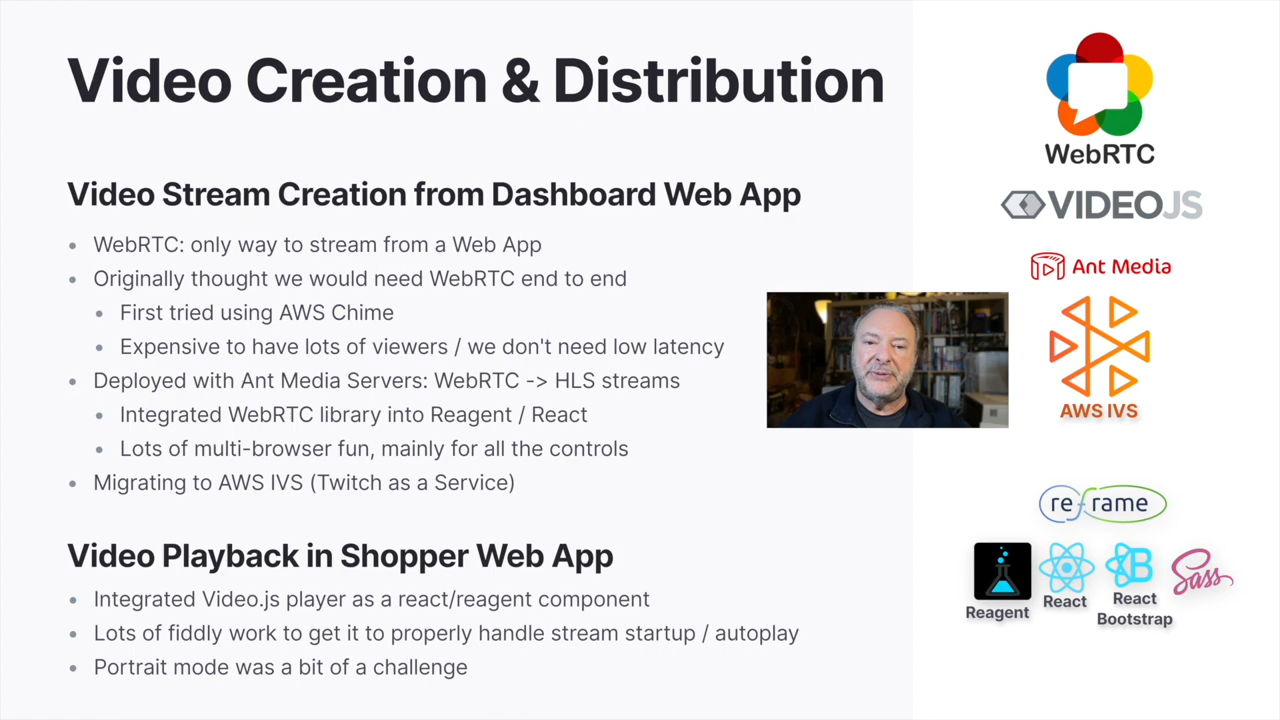 Video Creation & Distribution
Video Stream Creation from Dashboard Web App
WebRTC: only way to stream from a Web App
Originally thought we would need WebRTC end to end
First tried using AWS Chime
Expensive to have lots of viewers / we don't need low latency
Deployed with Ant Media Servers: WebRTC -> HLS streams
Integrated WebRTC library into Reagent / React
Lots of multi-browser fun, mainly for all the controls
Migrating to AWS IVS (Twitch as a Service)
Video Playback in Shopper Web App
Integrated Video.js player as a react/reagent component
Lots of fiddly work to get it to properly handle stream startup / autoplay
Portrait mode was a bit of a challenge
WebRTC
VIDEOJS
Ant Media
AWS IVS
re-frame
Reagent
React
B
React
Bootstrap
Sass